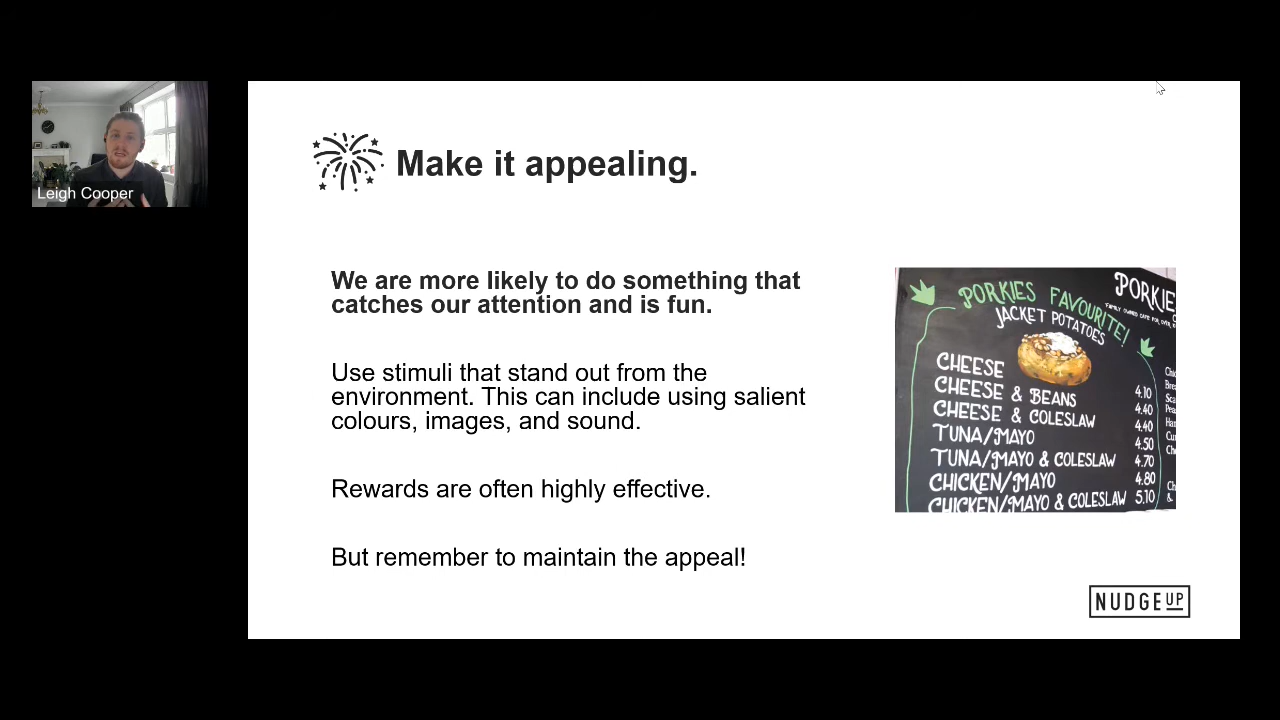 Leigh Cooper
Make it appealing.
We are more likely to do something that
catches our attention and is fun.
Use stimuli that stand out from the
environment. This can include using salient
colours, images, and sound.
Rewards are often highly effective.
But remember to maintain the appeal!
PORKIES FAVOURITE!
JACKET POTATOES
CHEESE 4.10
CHEESE & BEANS 4.40
CHEESE & COLESLAW 4.40
TUNA/MAYO 4.50
TUNA/MAYO & COLESLAW 4.70
CHICKEN/MAYO 4.80
CHICKEN/MAYO & COLESLAW 5.10
PORKIE
NUDGEUP